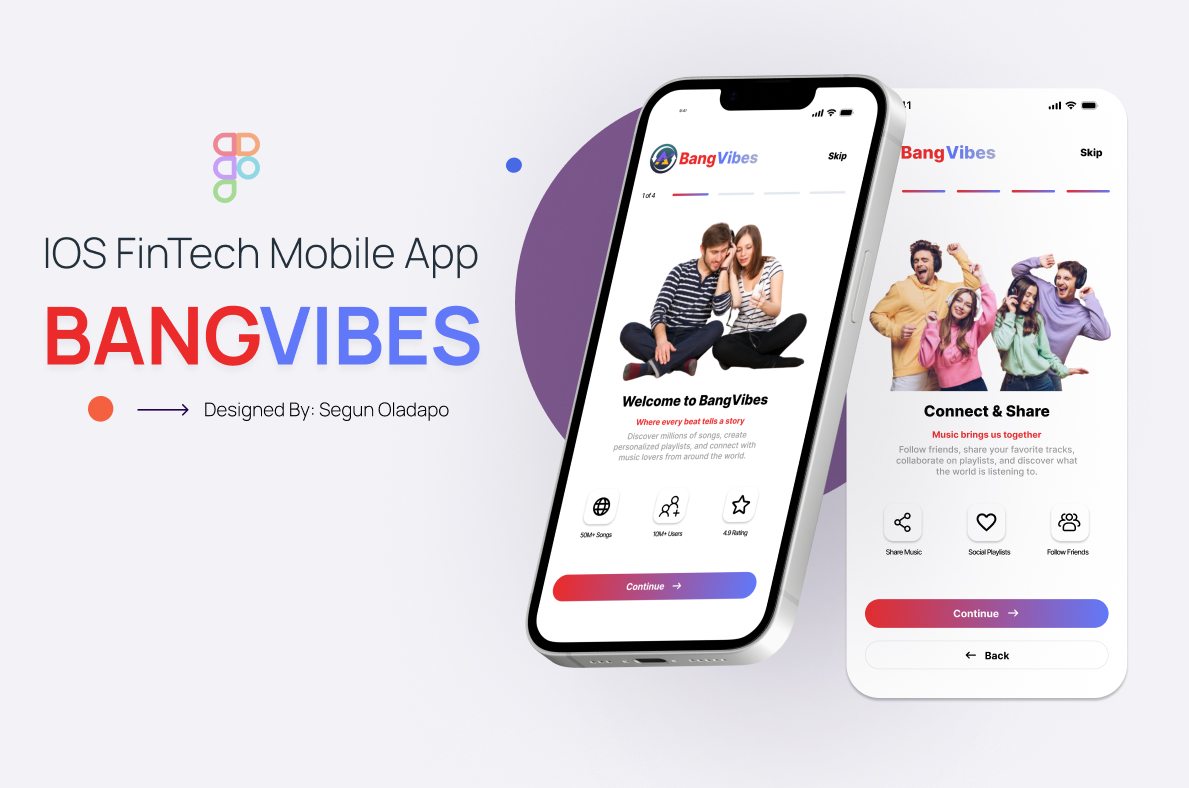 IOS FinTech Mobile App
BANGVIBES
Designed By: Segun Oladapo
BangVibes
Skip
1 of 4
Welcome to BangVibes
Where every beat tells a story
Discover millions of songs, create
personalized playlists, and connect with
music lovers from around the world.
50M+ Songs
10M+ Users
4.9 Rating
Continue
BangVibes
Skip
Connect & Share
Music brings us together
Follow friends, share your favorite tracks,
collaborate on playlists, and discover what
the world is listening to.
Share Music
Social Playlists
Follow Friends
Continue
Back